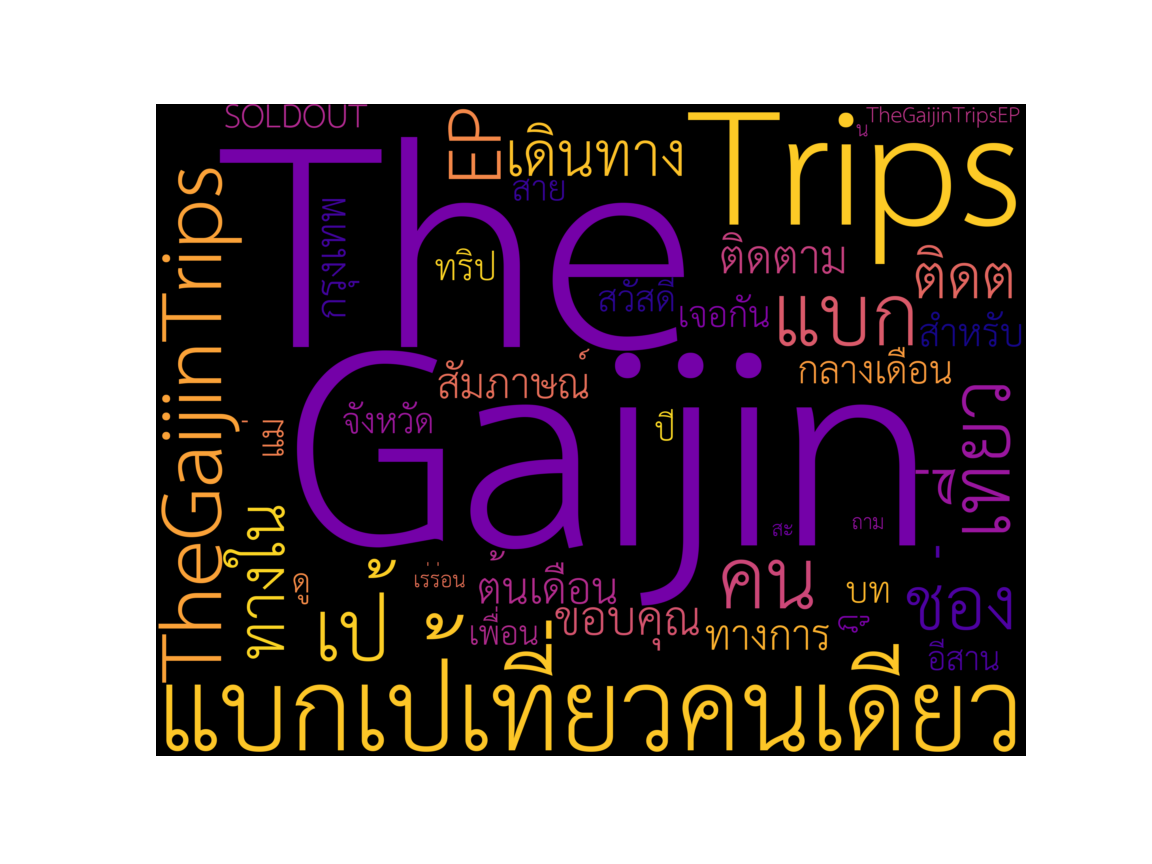 SOLDOUT
EP
เดินทาง
Trips
TheGaijinTripsEP
น
สาย
The
กรุงเทพ
ทริป
ติดตาม
ติดต
สวัสดี
เจอกัน
แบก
สำหรับ
TheGaijinTrips
Gaijin
สัมภาษณ์
กลางเดือน
จังหวัด
ปี
แม่
เที่ยว
สะ
ถาม
ทางใน
ดู
เป้
เร่ร่อน
ต้นเดือน
คน
บท
ช่อง
เพื่อน
ขอบคุณ
ทางการ
อีสาน
แบกเป้เที่ยวคนเดียว